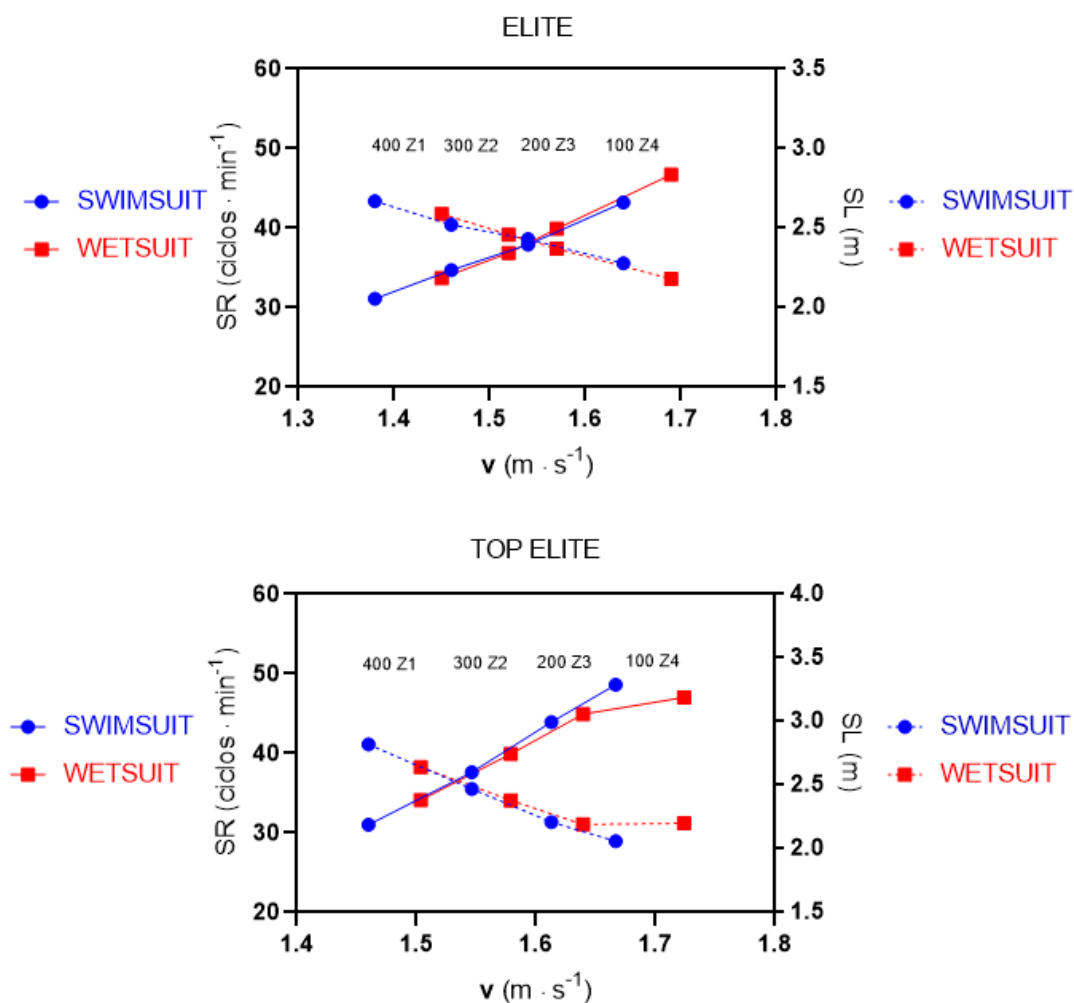 ELITE
60
50
40
30
20
SR (ciclos · min⁻¹)
3.5
3.0
2.5
2.0
1.5
SL (m)
400 Z1 300 Z2 200 Z3 100 Z4
SWIMSUIT
WETSUIT
SWIMSUIT
WETSUIT
1.3 1.4 1.5 1.6 1.7 1.8
v (m · s⁻¹)
TOP ELITE
60
50
40
30
20
SR (ciclos · min⁻¹)
4.0
3.5
3.0
2.5
2.0
1.5
SL (m)
400 Z1 300 Z2 200 Z3 100 Z4
SWIMSUIT
WETSUIT
SWIMSUIT
WETSUIT
1.4 1.5 1.6 1.7 1.8
v (m · s⁻¹)